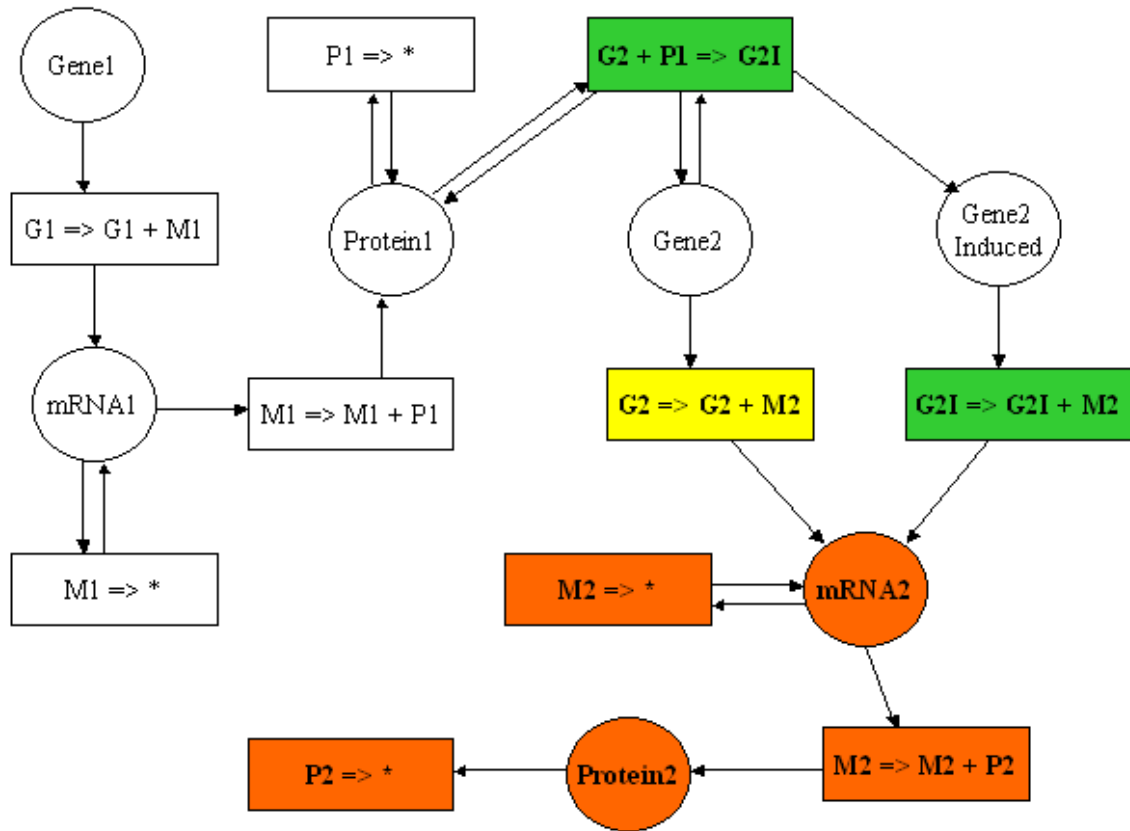 Gene1
P1 => *
G2 + P1 => G2I
G1 => G1 + M1
Protein1
Gene2
Gene2
Induced
mRNA1
M1 => M1 + P1
G2 => G2 + M2
G2I => G2I + M2
M1 => *
M2 => *
mRNA2
P2 => *
Protein2
M2 => M2 + P2